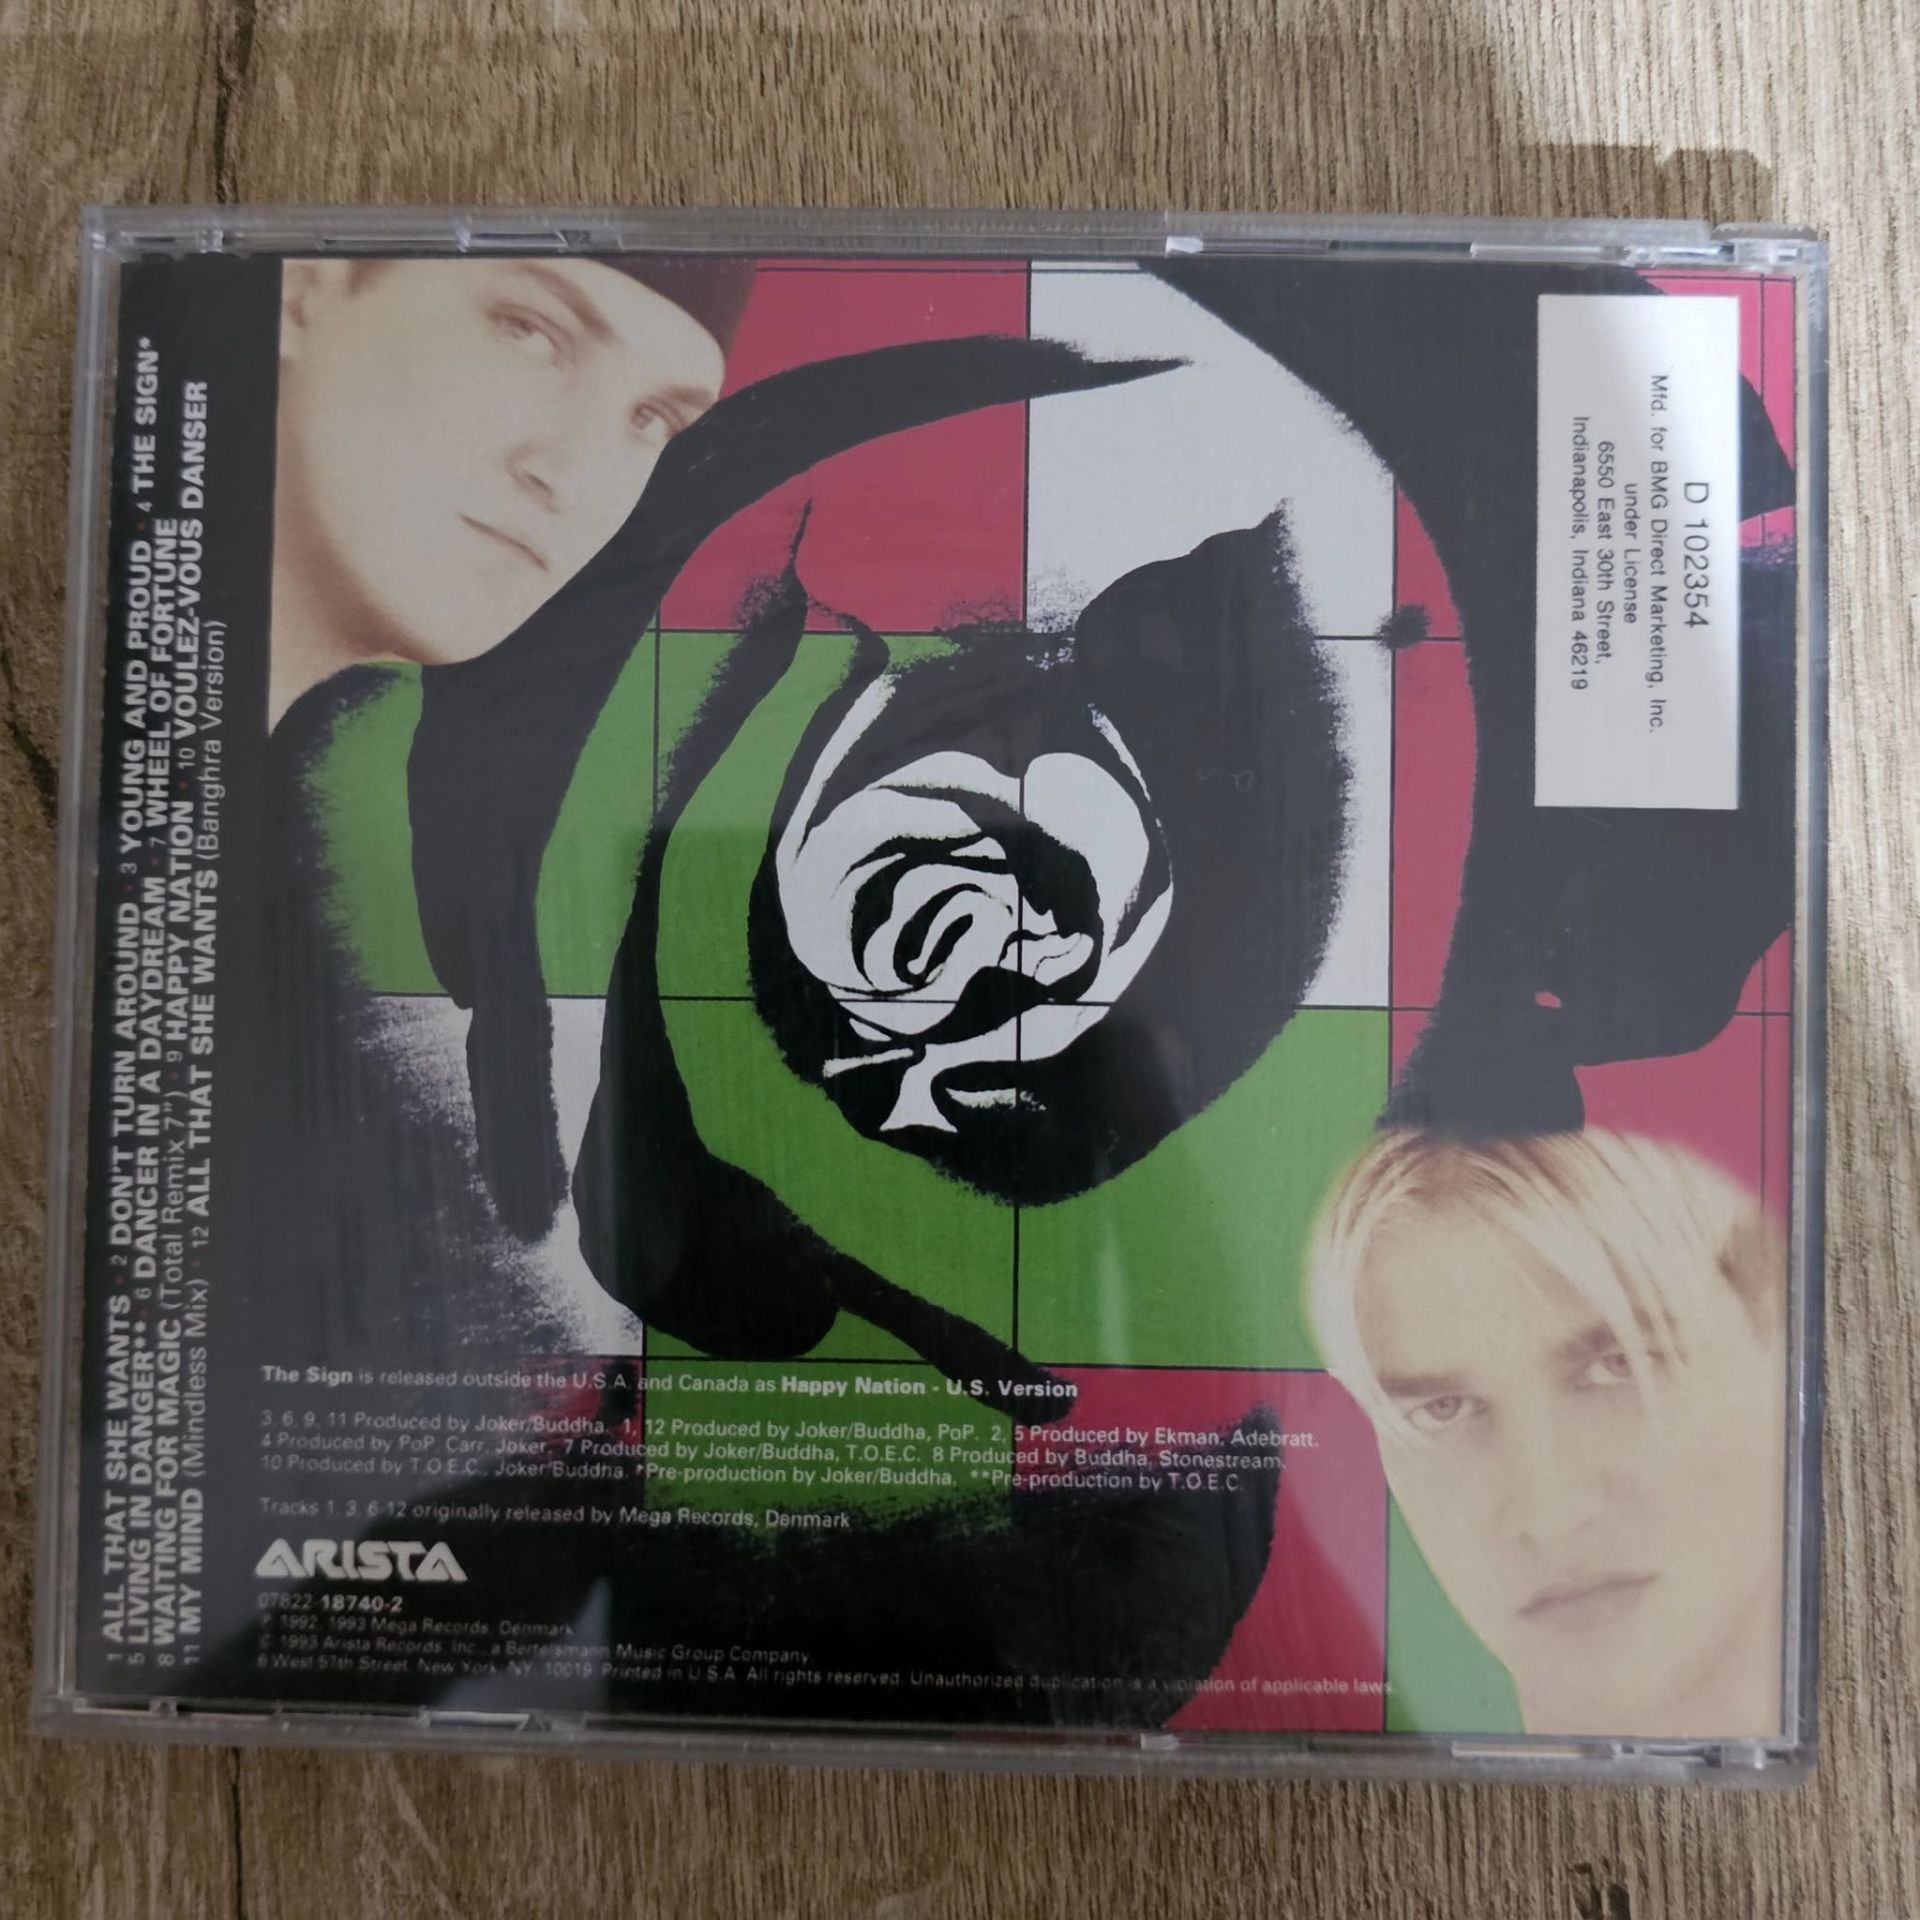 1 ALL THAT SHE WANTS · 2 DON'T TURN AROUND · 3 YOUNG AND PROUD · 4 THE SIGN*
5 LIVING IN DANGER** · 6 DANCER IN A DAYDREAM · 7 WHEEL OF FORTUNE
8 WAITING FOR MAGIC (Total Remix 7") · 9 HAPPY NATION · 10 VOULEZ-VOUS DANSER
11 MY MIND (Mindless Mix) · 12 ALL THAT SHE WANTS (Banghra Version)
D 102354
Mfd. for BMG Direct Marketing, Inc.
under License
6550 East 30th Street,
Indianapolis, Indiana 46219
The Sign is released outside the U.S.A. and Canada as Happy Nation - U.S. Version
3, 6, 9, 11 Produced by Joker/Buddha. 1, 12 Produced by Joker/Buddha, PoP. 2, 5 Produced by Ekman, Adebratt.
4 Produced by PoP, Carr, Joker. 7 Produced by Joker/Buddha, T.O.E.C. 8 Produced by Buddha, Stonestream.
10 Produced by T.O.E.C., Joker/Buddha. *Pre-production by Joker/Buddha. **Pre-production by T.O.E.C.
Tracks 1, 3, 6-12 originally released by Mega Records, Denmark
ARISTA
07822-18740-2
℗ 1992, 1993 Mega Records, Denmark
© 1993 Arista Records, Inc., a Bertelsmann Music Group Company.
6 West 57th Street, New York, NY. 10019 Printed in U.S.A. All rights reserved. Unauthorized duplication is a violation of applicable laws.